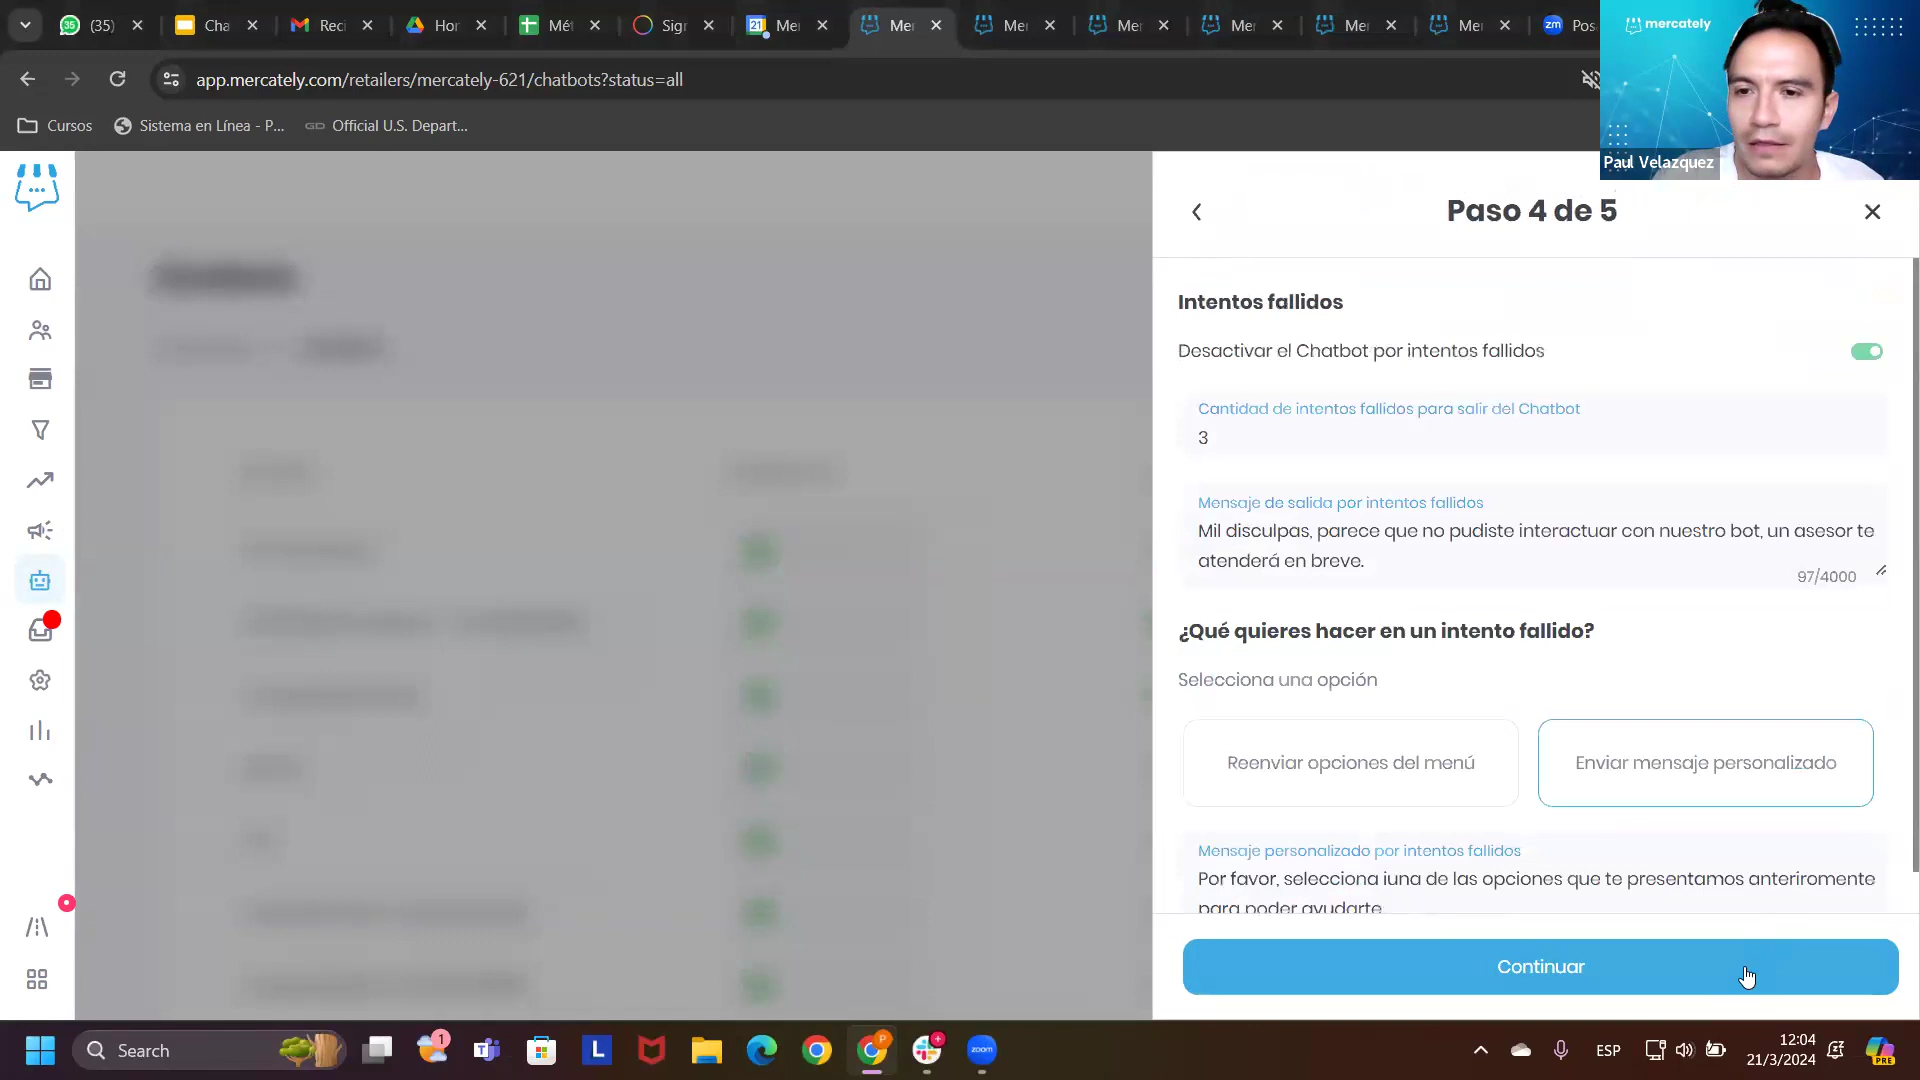 (35)
Cha
Reci
Hor
Mét
Sign
Mer
Mer
Mer
Mer
Mer
Mer
Mer
Pos
app.mercately.com/retailers/mercately-621/chatbots?status=all
Cursos
Sistema en Línea - P...
Official U.S. Depart...
mercately
Paul Velazquez
Paso 4 de 5
Intentos fallidos
Desactivar el Chatbot por intentos fallidos
Cantidad de intentos fallidos para salir del Chatbot
3
Mensaje de salida por intentos fallidos
Mil disculpas, parece que no pudiste interactuar con nuestro bot, un asesor te
atenderá en breve.
97/4000
¿Qué quieres hacer en un intento fallido?
Selecciona una opción
Reenviar opciones del menú
Enviar mensaje personalizado
Mensaje personalizado por intentos fallidos
Por favor, selecciona iuna de las opciones que te presentamos anteriromente
para poder ayudarte
Continuar
Search
1
zoom
ESP
12:04
21/3/2024
PRE